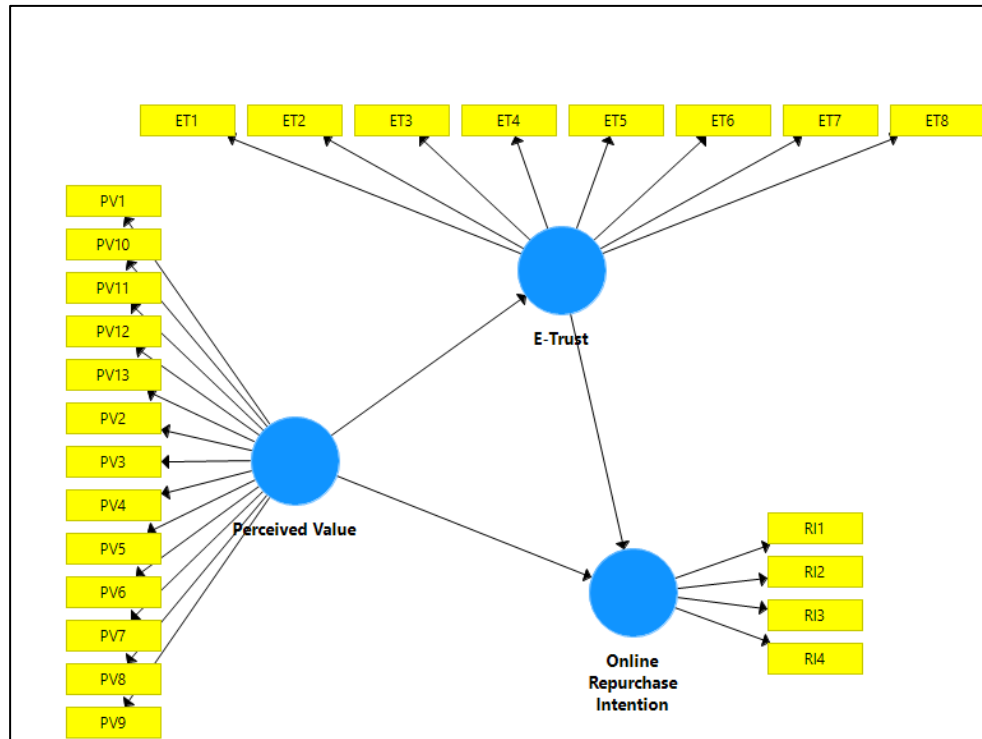 ET1
ET2
ET3
ET4
ET5
ET6
ET7
ET8
PV1
PV10
PV11
PV12
PV13
PV2
PV3
PV4
PV5
PV6
PV7
PV8
PV9
E-Trust
Perceived Value
Online
Repurchase
Intention
RI1
RI2
RI3
RI4